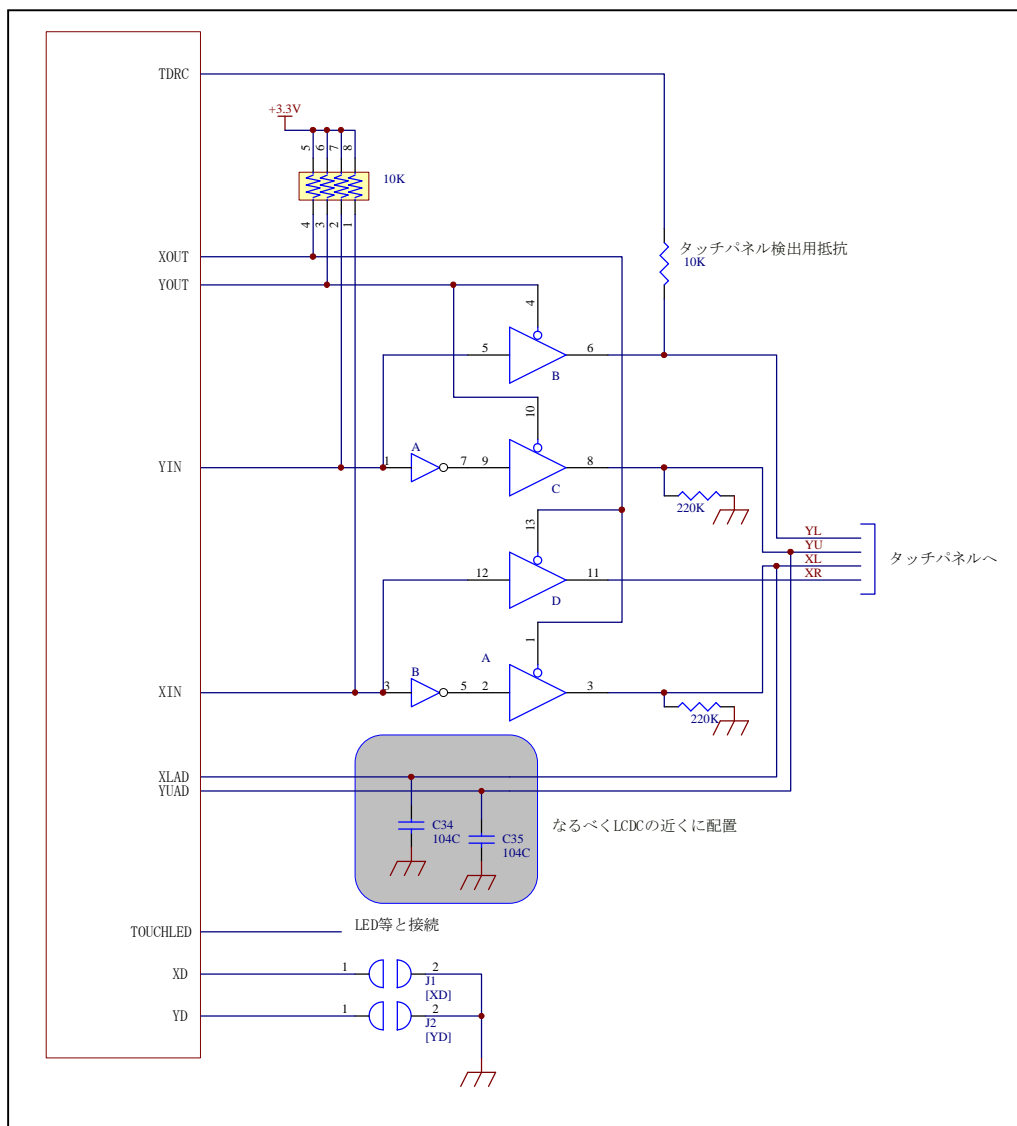 TDRC
+3.3V
5 6 7 8
10K
4 3 2 1
XOUT
タッチパネル検出用抵抗
10K
YOUT
4
5 6
B
10
A
YIN 1 7 9 8
C
220K
13
YL
YU
XL
XR
タッチパネルへ
12 11
D
1
A
B
XIN 3 5 2 3
220K
XLAD
YUAD
C34
104C
C35
104C
なるべくLCDCの近くに配置
TOUCHLED
LED等と接続
XD 1 2
J1
[XD]
YD 1 2
J2
[YD]